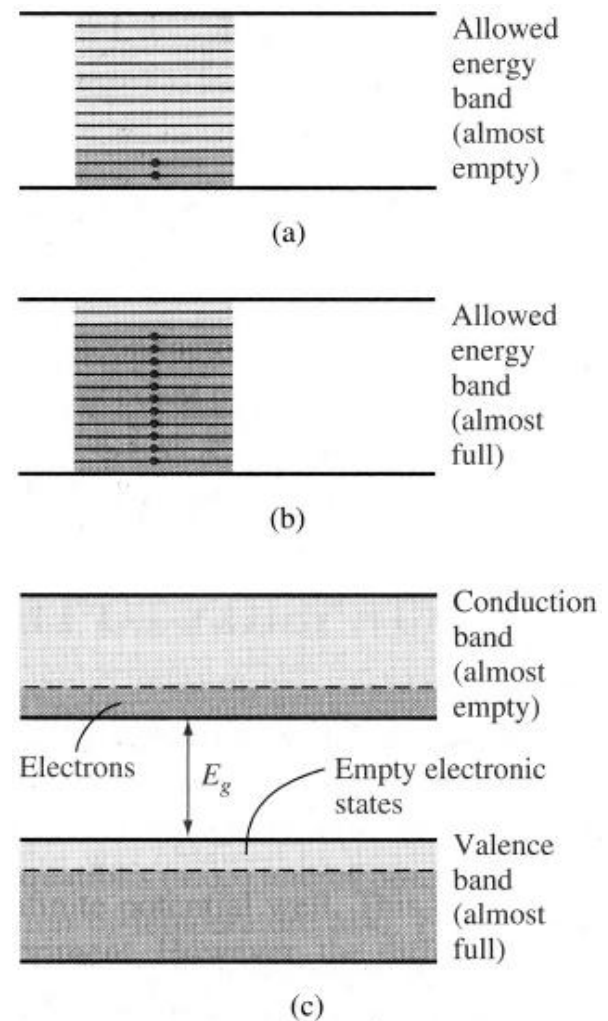 Allowed
energy
band
(almost
empty)
(a)
Allowed
energy
band
(almost
full)
(b)
Conduction
band
(almost
empty)
Electrons
E_g
Empty electronic
states
Valence
band
(almost
full)
(c)